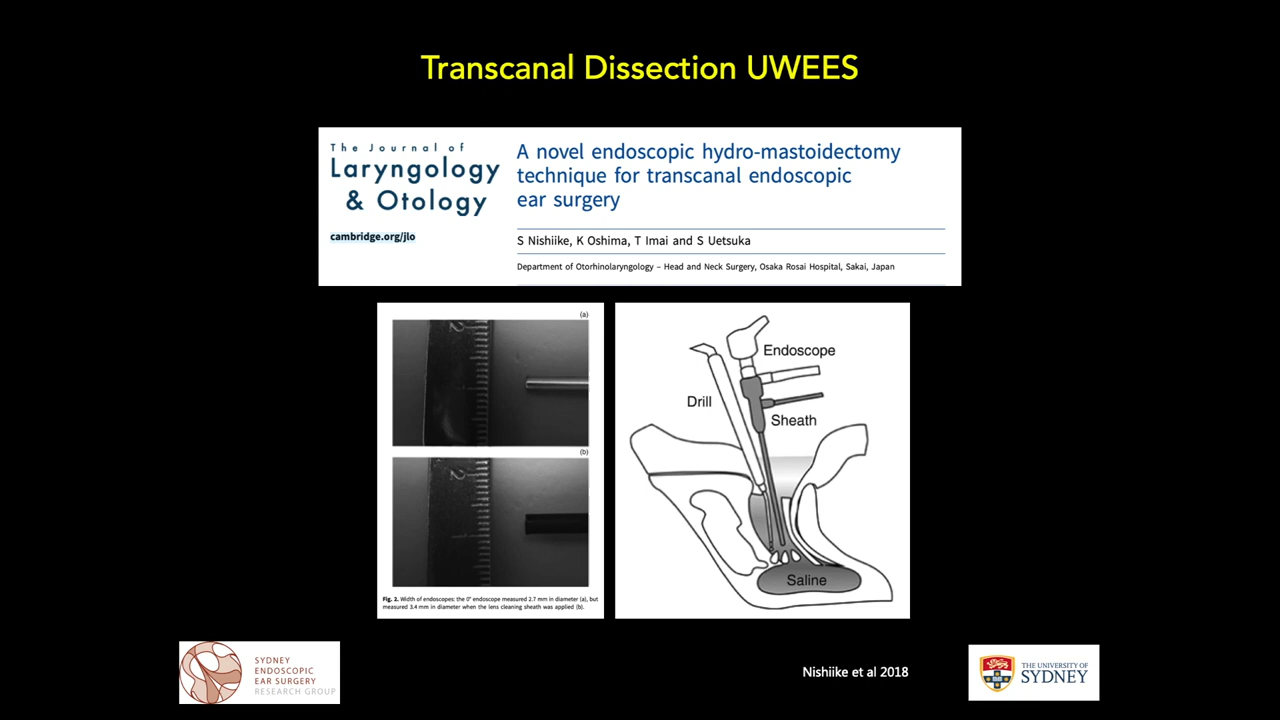 Transcanal Dissection UWEES
The Journal of
Laryngology
& Otology
cambridge.org/jlo
A novel endoscopic hydro-mastoidectomy
technique for transcanal endoscopic
ear surgery
S Nishiike, K Oshima, T Imai and S Uetsuka
Department of Otorhinolaryngology – Head and Neck Surgery, Osaka Rosai Hospital, Sakai, Japan
(a)
2
(b)
2
Fig. 2. Width of endoscopes: the 0° endoscope measured 2.7 mm in diameter (a), but
measured 3.4 mm in diameter when the lens cleaning sheath was applied (b).
Endoscope
Drill
Sheath
Saline
SYDNEY
ENDOSCOPIC
EAR SURGERY
RESEARCH GROUP
Nishiike et al 2018
THE UNIVERSITY OF
SYDNEY